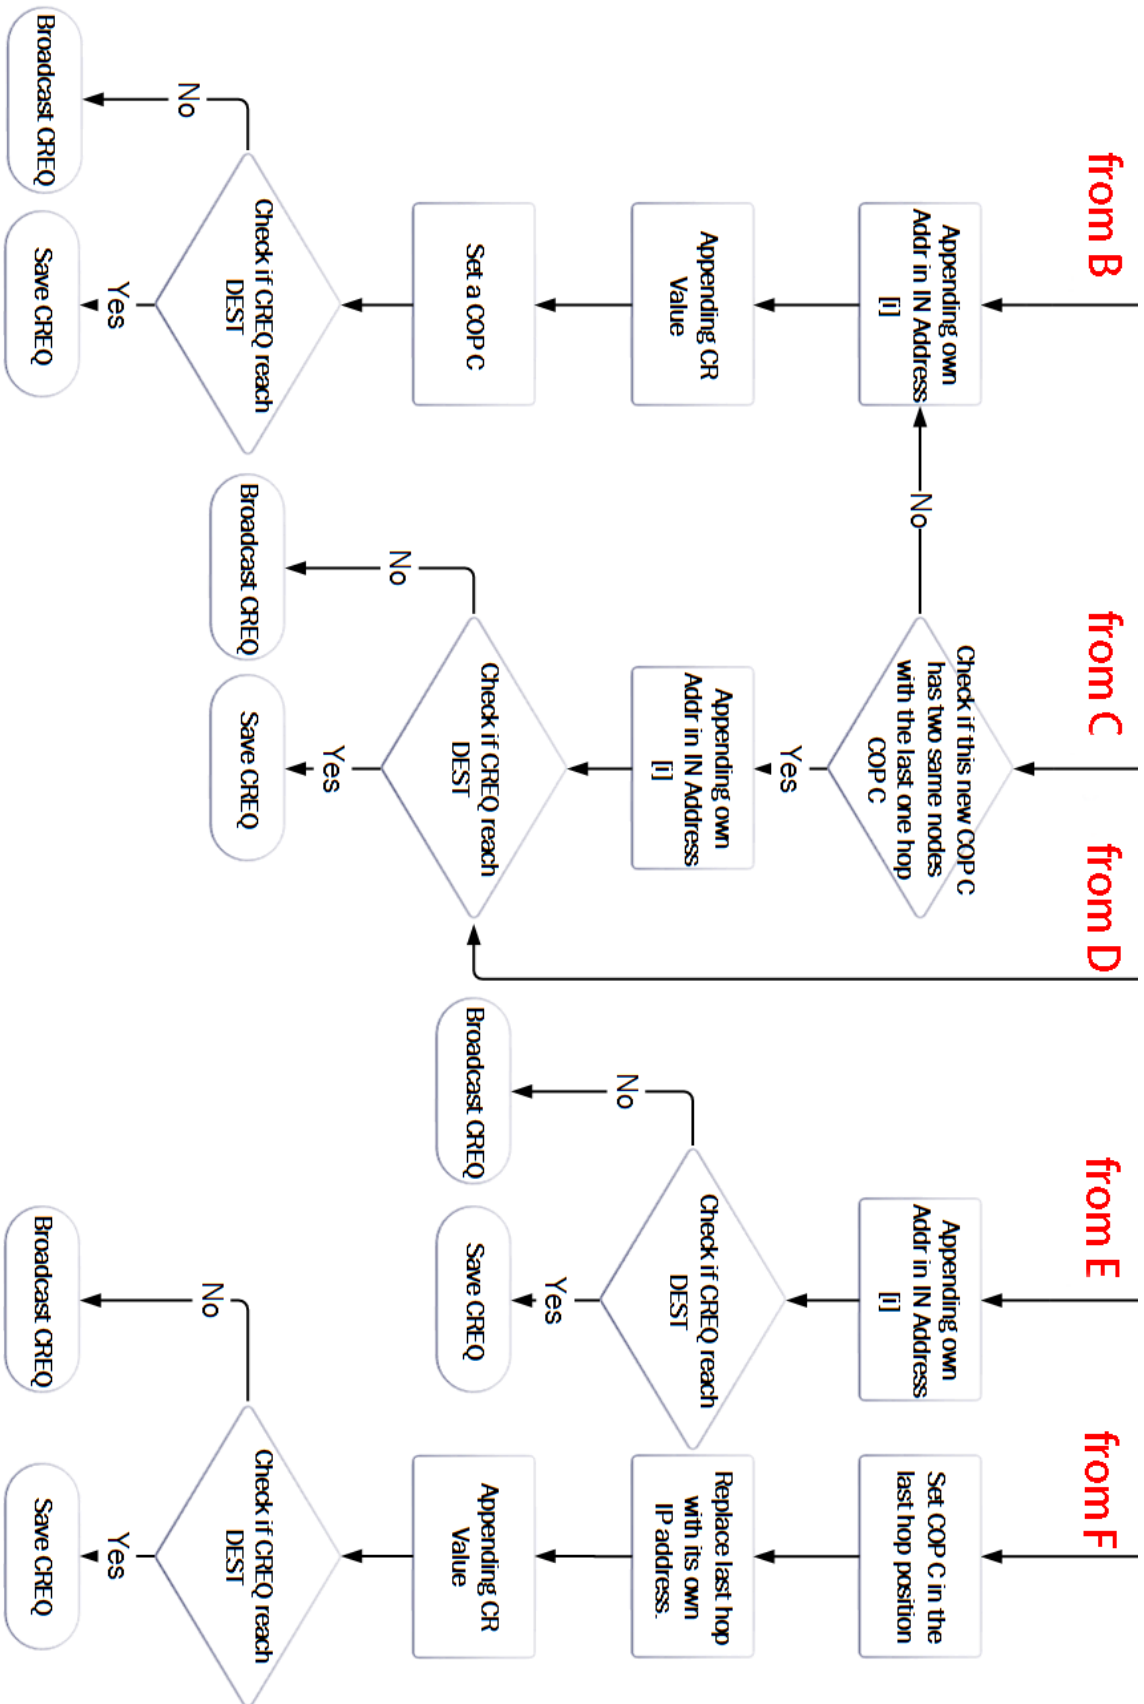 from B
from C
from D
from E
from F
Appending own
Addr in IN Address
[i]
Appending CR
Value
Set a COP C
Check if CREQ reach
DEST
No
Yes
Broadcast CREQ
Save CREQ
Check if this new COP C
has two same nodes
with the last one hop
COP C
No
Yes
Appending own
Addr in IN Address
[i]
Check if CREQ reach
DEST
No
Yes
Broadcast CREQ
Save CREQ
Appending own
Addr in IN Address
[i]
Check if CREQ reach
DEST
No
Yes
Broadcast CREQ
Save CREQ
Set COP C in the
last hop position
Replace last hop
with its own
IP address.
Appending CR
Value
Check if CREQ reach
DEST
No
Yes
Broadcast CREQ
Save CREQ